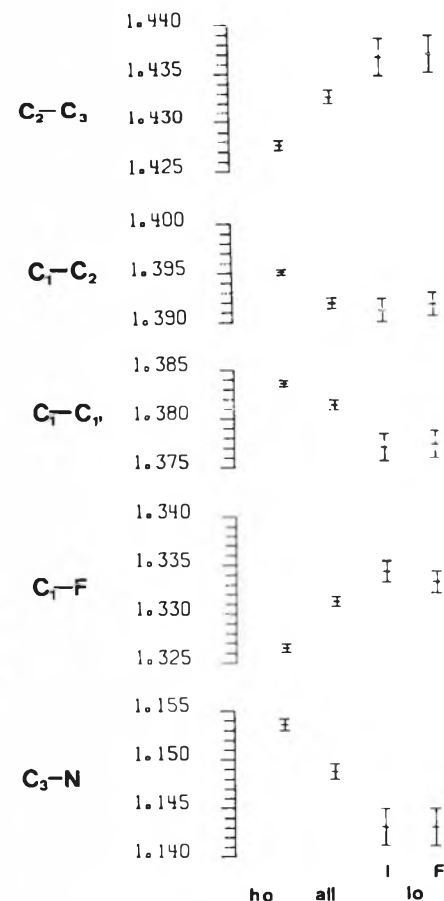 1.440
1.435
C₂–C₃ 1.430
1.425
1.400
C₁–C₂ 1.395
1.390
1.385
C₁–C₁' 1.380
1.375
1.340
1.335
C₁–F 1.330
1.325
1.155
1.150
C₃–N 1.145
1.140
I F
ho all lo